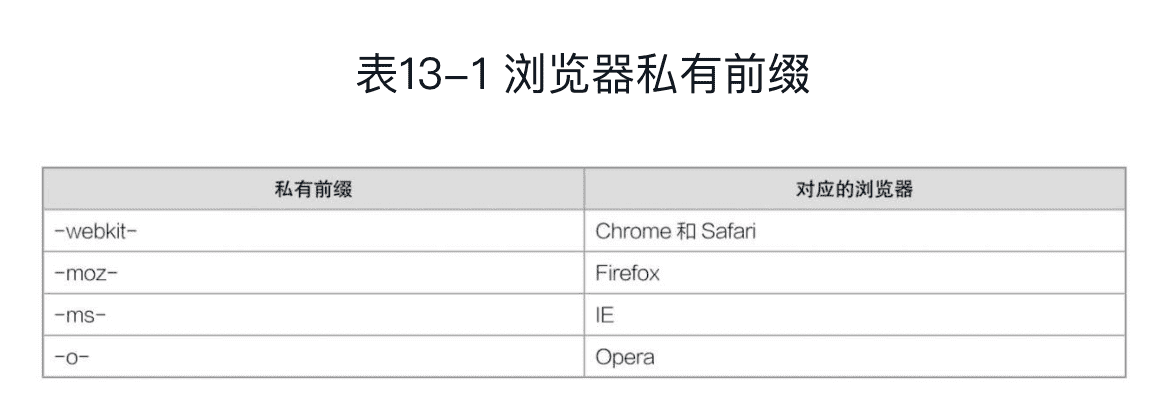 表13-1 浏览器私有前缀
私有前缀 对应的浏览器
-webkit- Chrome 和 Safari
-moz- Firefox
-ms- IE
-o- Opera